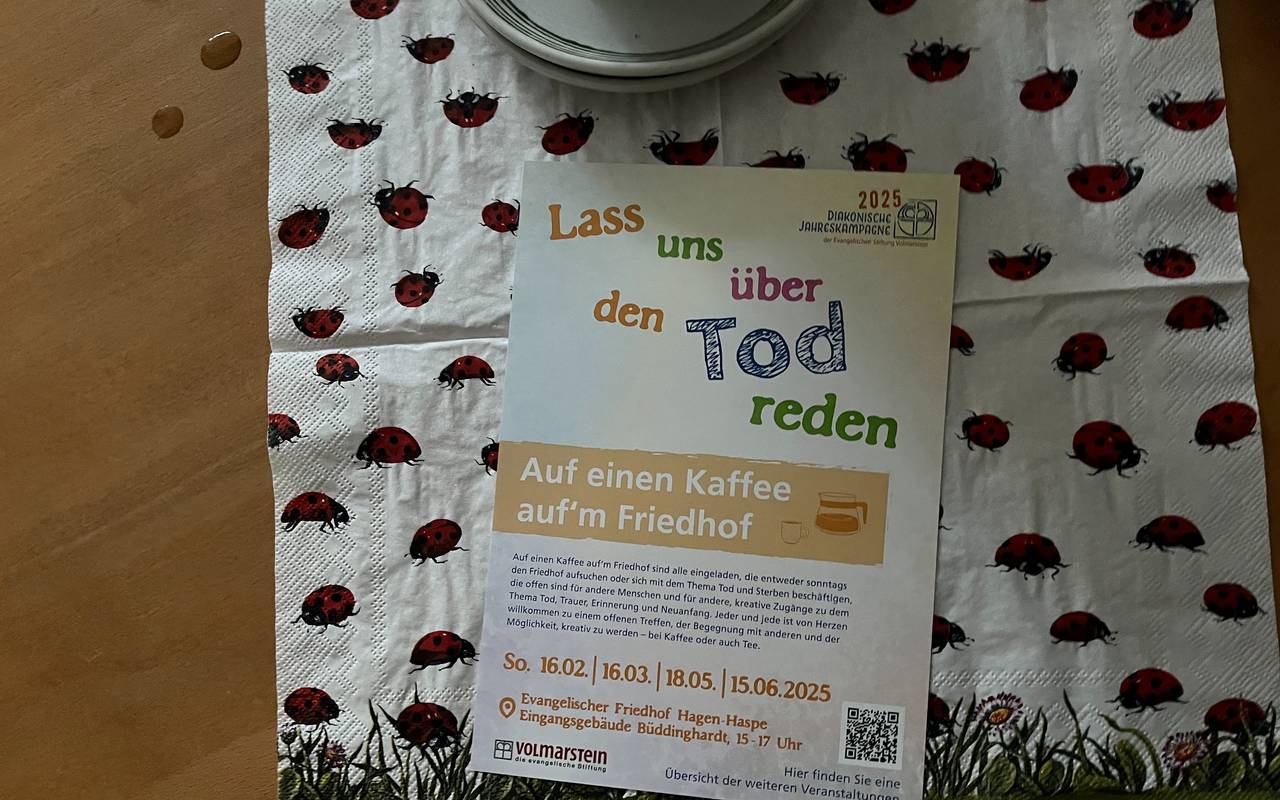 2025
DIAKONISCHE
JAHRESKAMPAGNE
der Evangelischen Stiftung Volmarstein
Lass
uns
über
den
Tod
reden
Auf einen Kaffee
auf'm Friedhof
Auf einen Kaffee auf'm Friedhof sind alle eingeladen, die entweder sonntags
den Friedhof aufsuchen oder sich mit dem Thema Tod und Sterben beschäftigen,
die offen sind für andere Menschen und für andere, kreative Zugänge zu dem
Thema Tod, Trauer, Erinnerung und Neuanfang. Jeder und jede ist von Herzen
willkommen zu einem offenen Treffen, der Begegnung mit anderen und der
Möglichkeit, kreativ zu werden – bei Kaffee oder auch Tee.
So. 16.02. | 16.03. | 18.05. | 15.06.2025
Evangelischer Friedhof Hagen-Haspe
Eingangsgebäude Büddinghardt, 15 - 17 Uhr
VOLMARSTEIN
die evangelische Stiftung
Hier finden Sie eine
Übersicht der weiteren Veranstaltungen